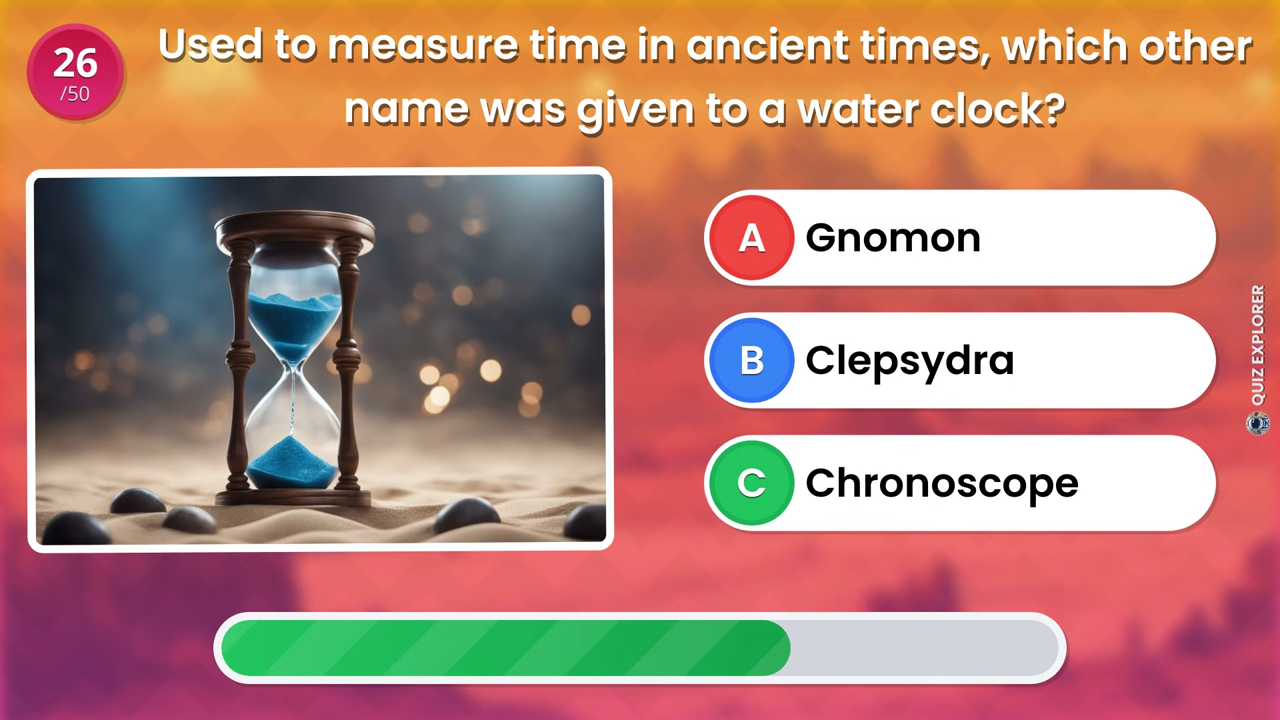 26
/50
Used to measure time in ancient times, which other
name was given to a water clock?
A Gnomon
B Clepsydra
C Chronoscope
QUIZ EXPLORER